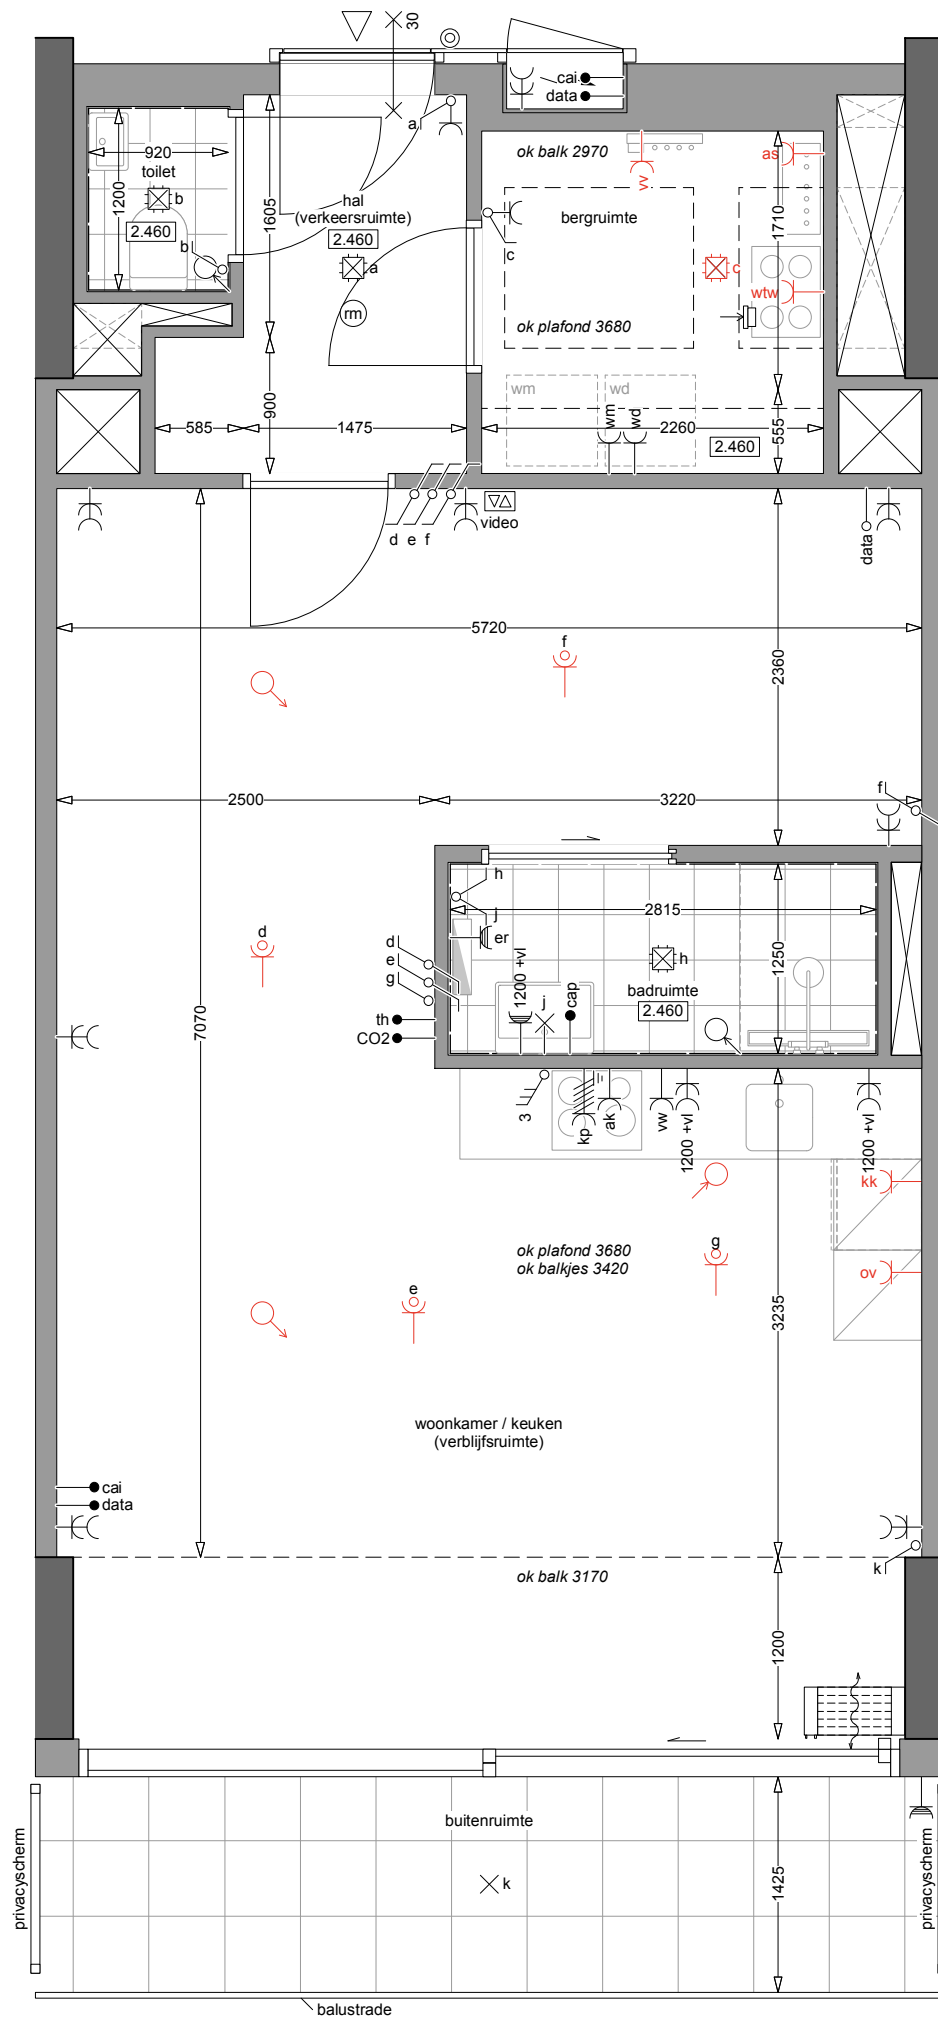 30
cai
data
a
ok balk 2970
as
vv
920
toilet
1200
b
2.460
b
1605
hal
(verkeersruimte)
2.460
a
rm
bergruimte
c
c
1710
wtw
ok plafond 3680
wm
wd
wm
wd
900
585
1475
2260
2.460
555
d
e
f
video
data
5720
f
2360
2500
3220
f
7070
h
j
2815
er
d
d
e
g
1200 +vl
j
cap
h
badruimte
2.460
1250
th
CO2
3
kp
ak
vw
1200 +vl
1200 +vl
kk
ok plafond 3680
ok balkjes 3420
g
ov
e
3235
woonkamer / keuken
(verblijfsruimte)
cai
data
k
ok balk 3170
1200
buitenruimte
privacyscherm
privacyscherm
k
1425
balustrade